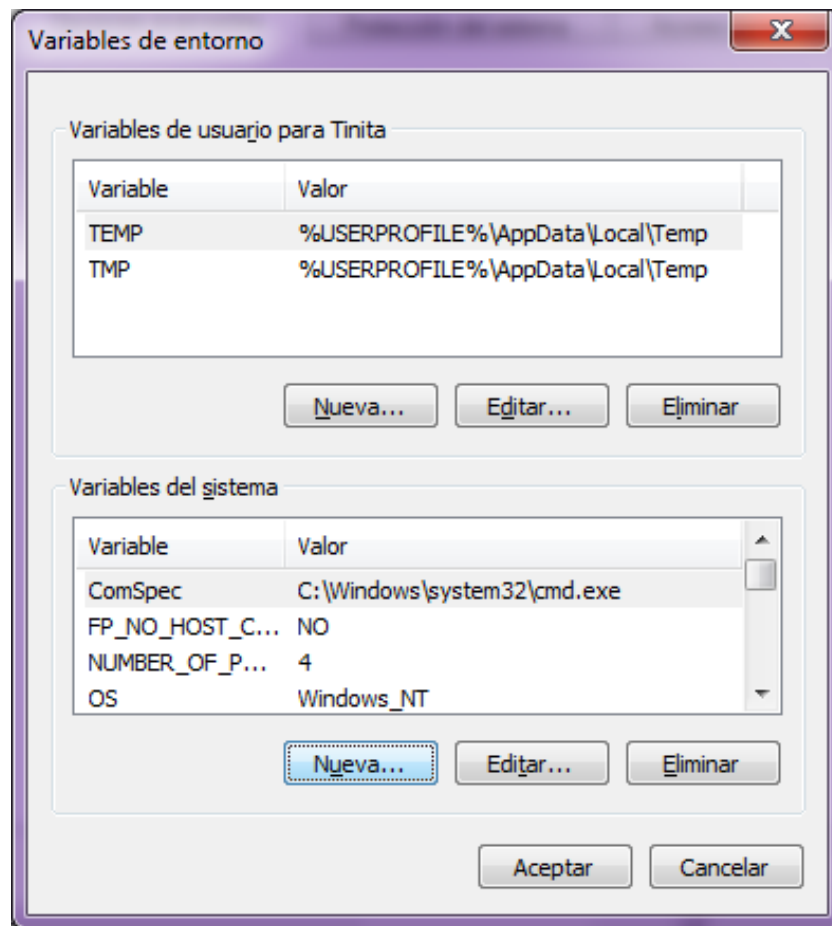 Variables de entorno
Variables de usuario para Tinita
Variable Valor
TEMP %USERPROFILE%\AppData\Local\Temp
TMP %USERPROFILE%\AppData\Local\Temp
Nueva... Editar... Eliminar
Variables del sistema
Variable Valor
ComSpec C:\Windows\system32\cmd.exe
FP_NO_HOST_C... NO
NUMBER_OF_P... 4
OS Windows_NT
Nueva... Editar... Eliminar
Aceptar Cancelar